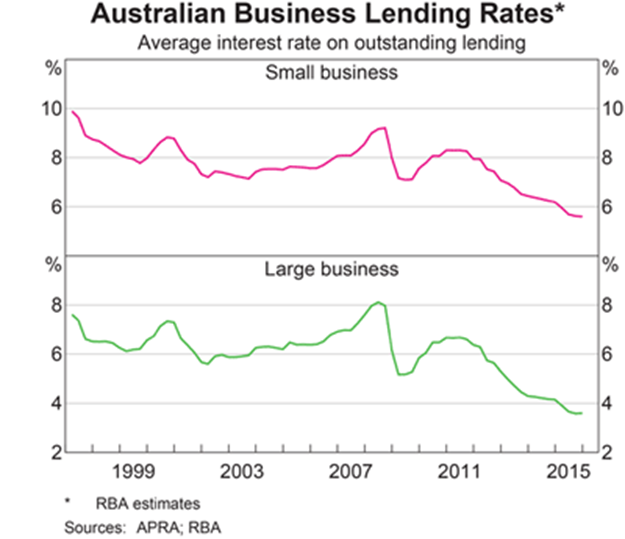 Australian Business Lending Rates*
Average interest rate on outstanding lending
% %
Small business
10 10
8 8
6 6
% %
Large business
8 8
6 6
4 4
2 2
1999 2003 2007 2011 2015
* RBA estimates
Sources: APRA; RBA